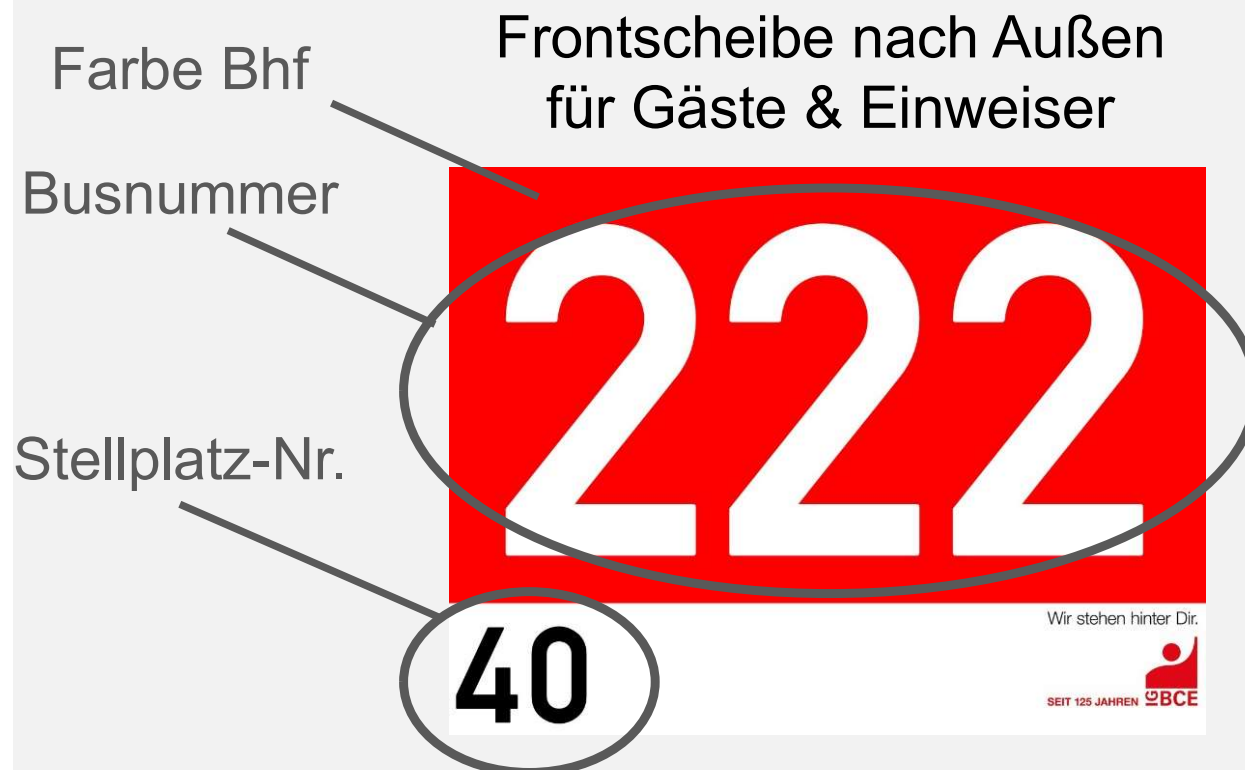 Farbe Bhf
Frontscheibe nach Außen
für Gäste & Einweiser
Busnummer
222
Stellplatz-Nr.
40
Wir stehen hinter Dir.
SEIT 125 JAHREN IGBCE